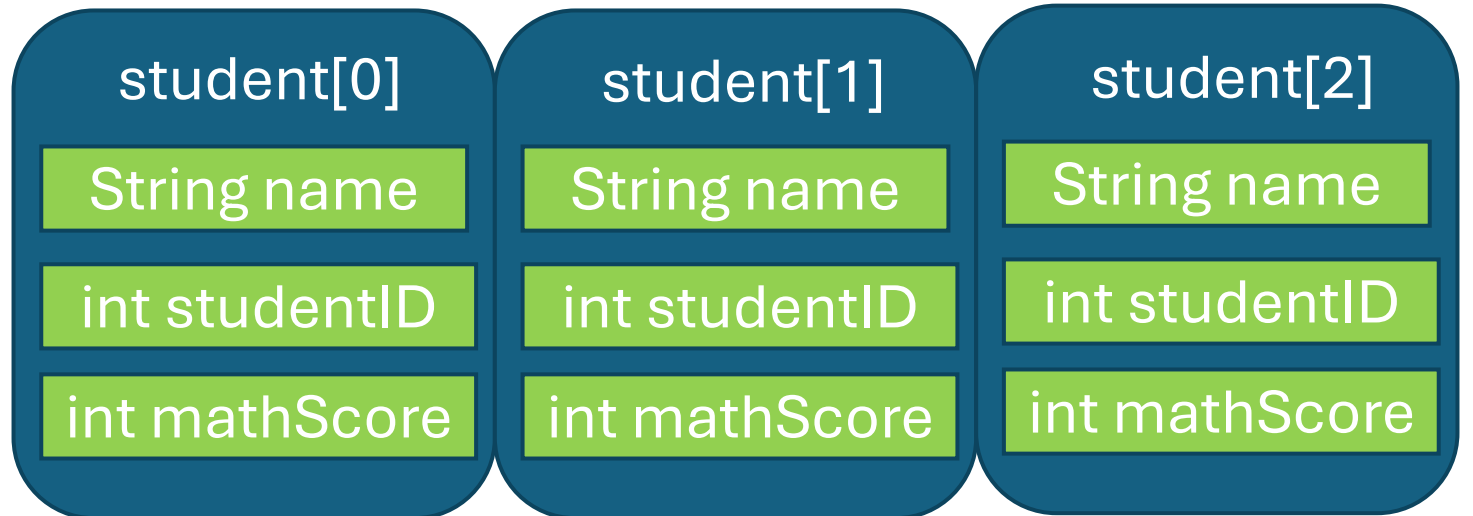 student[0]
String name
int studentID
int mathScore
student[1]
String name
int studentID
int mathScore
student[2]
String name
int studentID
int mathScore